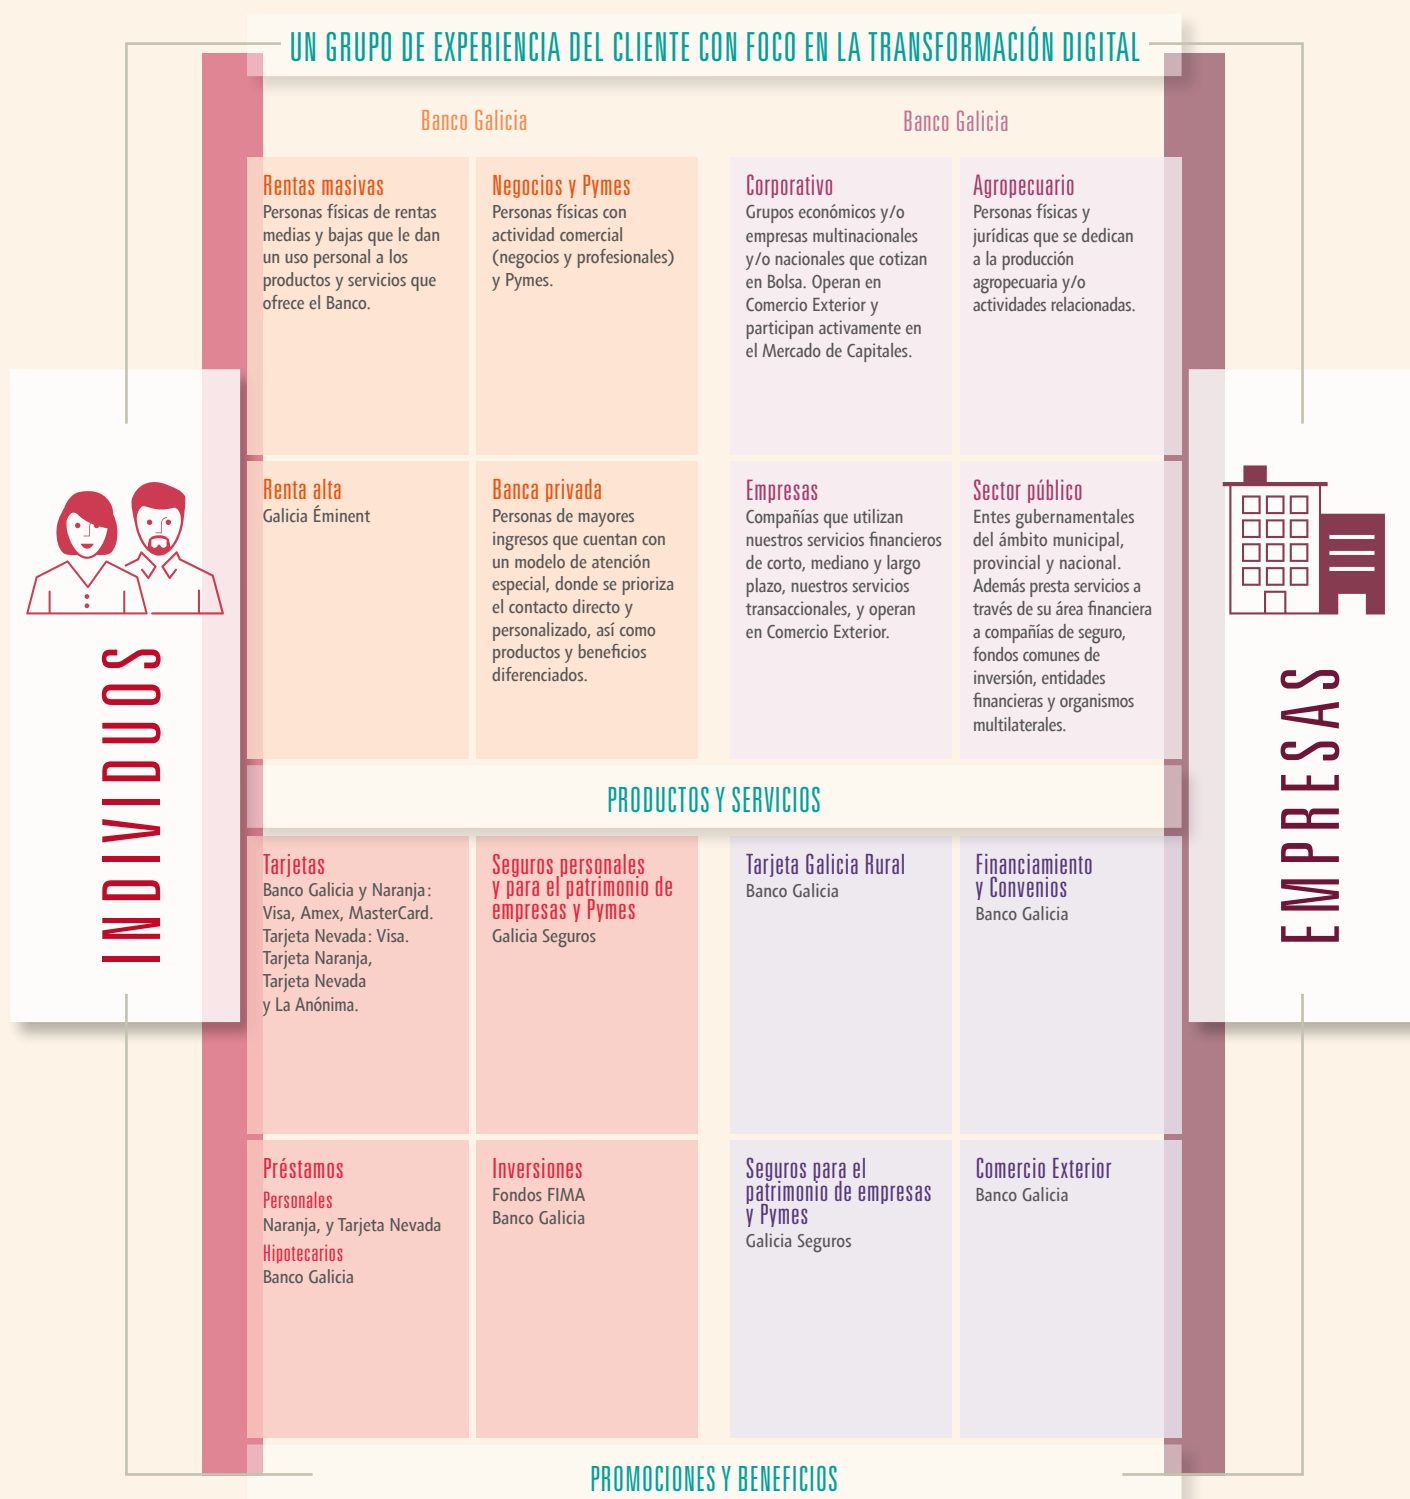 UN GRUPO DE EXPERIENCIA DEL CLIENTE CON FOCO EN LA TRANSFORMACIÓN DIGITAL
INDIVIDUOS
Banco Galicia
Rentas masivas
Personas físicas de rentas
medias y bajas que le dan
un uso personal a los
productos y servicios que
ofrece el Banco.
Negocios y Pymes
Personas físicas con
actividad comercial
(negocios y profesionales)
y Pymes.
Renta alta
Galicia Éminent
Banca privada
Personas de mayores
ingresos que cuentan con
un modelo de atención
especial, donde se prioriza
el contacto directo y
personalizado, así como
productos y beneficios
diferenciados.
EMPRESAS
Banco Galicia
Corporativo
Grupos económicos y/o
empresas multinacionales
y/o nacionales que cotizan
en Bolsa. Operan en
Comercio Exterior y
participan activamente en
el Mercado de Capitales.
Agropecuario
Personas físicas y
jurídicas que se dedican
a la producción
agropecuaria y/o
actividades relacionadas.
Empresas
Compañías que utilizan
nuestros servicios financieros
de corto, mediano y largo
plazo, nuestros servicios
transaccionales, y operan
en Comercio Exterior.
Sector público
Entes gubernamentales
del ámbito municipal,
provincial y nacional.
Además presta servicios a
través de su área financiera
a compañías de seguro,
fondos comunes de
inversión, entidades
financieras y organismos
multilaterales.
PRODUCTOS Y SERVICIOS
Tarjetas
Banco Galicia y Naranja:
Visa, Amex, MasterCard.
Tarjeta Nevada: Visa.
Tarjeta Naranja,
Tarjeta Nevada
y La Anónima.
Seguros personales
y para el patrimonio de
empresas y Pymes
Galicia Seguros
Préstamos
Personales
Naranja, y Tarjeta Nevada
Hipotecarios
Banco Galicia
Inversiones
Fondos FIMA
Banco Galicia
Tarjeta Galicia Rural
Banco Galicia
Financiamiento
y Convenios
Banco Galicia
Seguros para el
patrimonio de empresas
y Pymes
Galicia Seguros
Comercio Exterior
Banco Galicia
PROMOCIONES Y BENEFICIOS